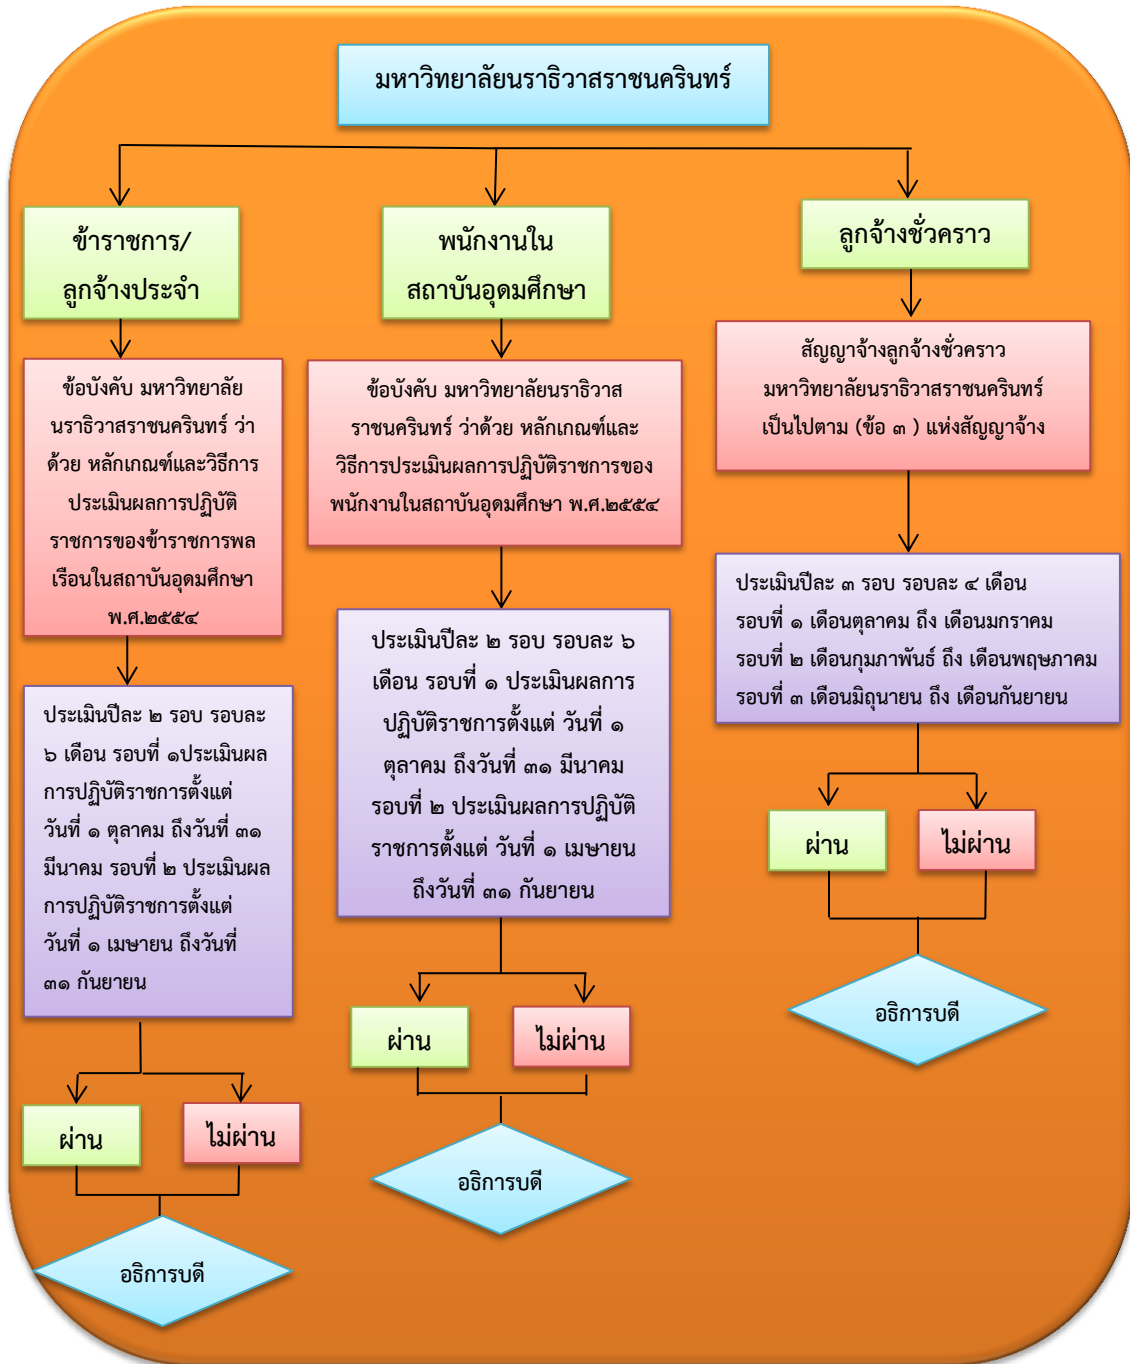 มหาวิทยาลัยนราธิวาสราชนครินทร์
ข้าราชการ/
ลูกจ้างประจำ
ข้อบังคับ มหาวิทยาลัย
นราธิวาสราชนครินทร์ ว่า
ด้วย หลักเกณฑ์และวิธีการ
ประเมินผลการปฏิบัติ
ราชการของข้าราชการพล
เรือนในสถาบันอุดมศึกษา
พ.ศ.๒๕๕๔
ประเมินปีละ ๒ รอบ รอบละ
๖ เดือน รอบที่ ๑ประเมินผล
การปฏิบัติราชการตั้งแต่
วันที่ ๑ ตุลาคม ถึงวันที่ ๓๑
มีนาคม รอบที่ ๒ ประเมินผล
การปฏิบัติราชการตั้งแต่
วันที่ ๑ เมษายน ถึงวันที่
๓๑ กันยายน
ผ่าน
ไม่ผ่าน
อธิการบดี
พนักงานใน
สถาบันอุดมศึกษา
ข้อบังคับ มหาวิทยาลัยนราธิวาส
ราชนครินทร์ ว่าด้วย หลักเกณฑ์และ
วิธีการประเมินผลการปฏิบัติราชการของ
พนักงานในสถาบันอุดมศึกษา พ.ศ.๒๕๕๔
ประเมินปีละ ๒ รอบ รอบละ ๖
เดือน รอบที่ ๑ ประเมินผลการ
ปฏิบัติราชการตั้งแต่ วันที่ ๑
ตุลาคม ถึงวันที่ ๓๑ มีนาคม
รอบที่ ๒ ประเมินผลการปฏิบัติ
ราชการตั้งแต่ วันที่ ๑ เมษายน
ถึงวันที่ ๓๑ กันยายน
ผ่าน
ไม่ผ่าน
อธิการบดี
ลูกจ้างชั่วคราว
สัญญาจ้างลูกจ้างชั่วคราว
มหาวิทยาลัยนราธิวาสราชนครินทร์
เป็นไปตาม (ข้อ ๓ ) แห่งสัญญาจ้าง
ประเมินปีละ ๓ รอบ รอบละ ๔ เดือน
รอบที่ ๑ เดือนตุลาคม ถึง เดือนมกราคม
รอบที่ ๒ เดือนกุมภาพันธ์ ถึง เดือนพฤษภาคม
รอบที่ ๓ เดือนมิถุนายน ถึง เดือนกันยายน
ผ่าน
ไม่ผ่าน
อธิการบดี